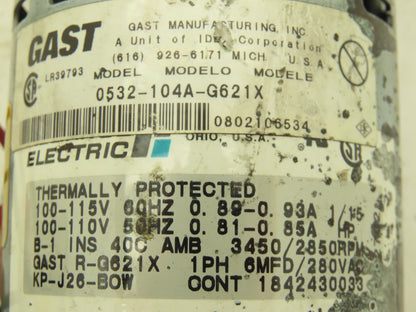 GAST
GAST MANUFACTURING, INC
A Unit of IDEX Corporation
(616) 926-6171 MICH. U.S.A
LR39793 MODEL MODELO MODELE
0532-104A-G621X
0802106534
OHIO, U.S.A.
ELECTRIC
THERMALLY PROTECTED
100-115V 60HZ 0.89-0.93A 1/15
100-110V 50HZ 0.81-0.85A HP
B-1 INS 40C AMB 3450/2850RPM
GAST R-G621X 1PH 6MFD/280VAC
KP-J26-BOW CONT 1842430033